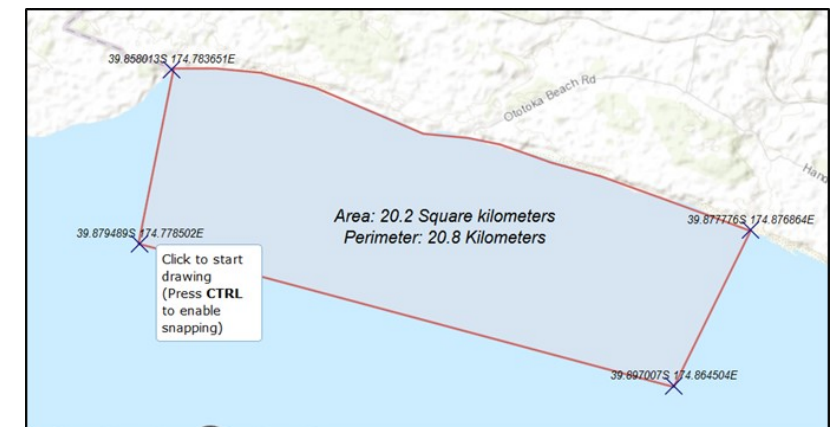 39.858013S 174.783651E
Ototoka Beach Rd
Hand
Area: 20.2 Square kilometers
39.877776S 174.876864E
39.879489S 174.778502E
Perimeter: 20.8 Kilometers
Click to start
drawing
(Press CTRL
to enable
snapping)
39.897007S 174.864504E